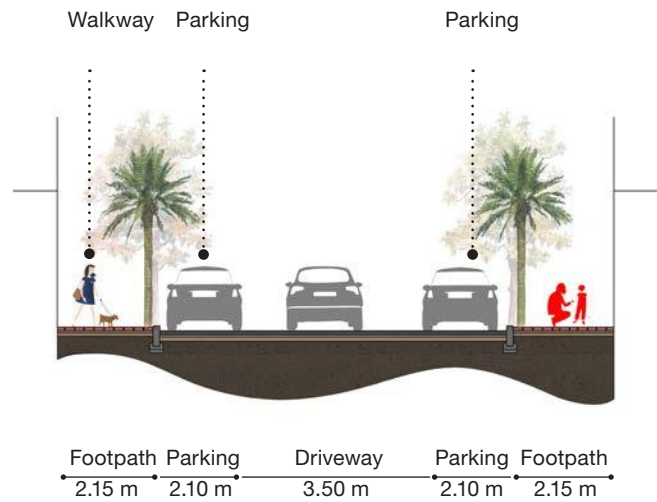 Walkway Parking Parking
Footpath Parking Driveway Parking Footpath
2.15 m 2.10 m 3.50 m 2.10 m 2.15 m